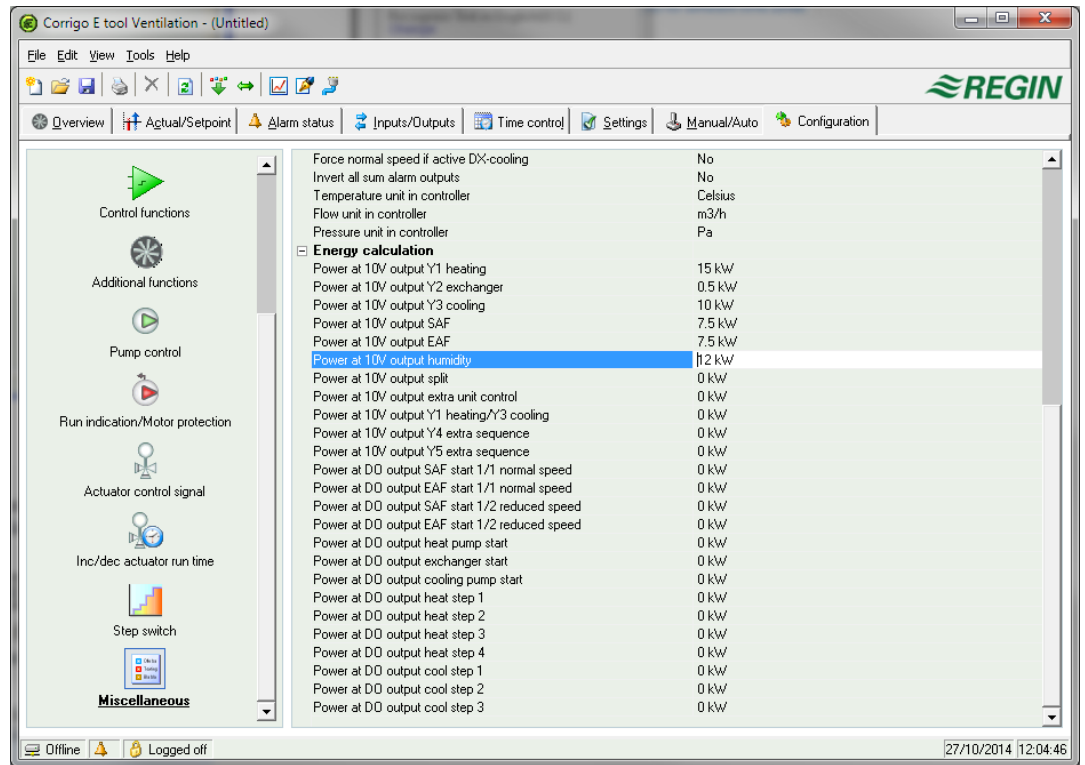 Corrigo E tool Ventilation - (Untitled)
File Edit View Tools Help
REGIN
Overview Actual/Setpoint Alarm status Inputs/Outputs Time control Settings Manual/Auto Configuration
Control functions
Additional functions
Pump control
Run indication/Motor protection
Actuator control signal
Inc/dec actuator run time
Step switch
Miscellaneous
Force normal speed if active DX-cooling No
Invert all sum alarm outputs No
Temperature unit in controller Celsius
Flow unit in controller m3/h
Pressure unit in controller Pa
Energy calculation
Power at 10V output Y1 heating 15 kW
Power at 10V output Y2 exchanger 0.5 kW
Power at 10V output Y3 cooling 10 kW
Power at 10V output SAF 7.5 kW
Power at 10V output EAF 7.5 kW
Power at 10V output humidity 12 kW
Power at 10V output split 0 kW
Power at 10V output extra unit control 0 kW
Power at 10V output Y1 heating/Y3 cooling 0 kW
Power at 10V output Y4 extra sequence 0 kW
Power at 10V output Y5 extra sequence 0 kW
Power at DO output SAF start 1/1 normal speed 0 kW
Power at DO output EAF start 1/1 normal speed 0 kW
Power at DO output SAF start 1/2 reduced speed 0 kW
Power at DO output EAF start 1/2 reduced speed 0 kW
Power at DO output heat pump start 0 kW
Power at DO output exchanger start 0 kW
Power at DO output cooling pump start 0 kW
Power at DO output heat step 1 0 kW
Power at DO output heat step 2 0 kW
Power at DO output heat step 3 0 kW
Power at DO output heat step 4 0 kW
Power at DO output cool step 1 0 kW
Power at DO output cool step 2 0 kW
Power at DO output cool step 3 0 kW
Offline Logged off 27/10/2014 12:04:46